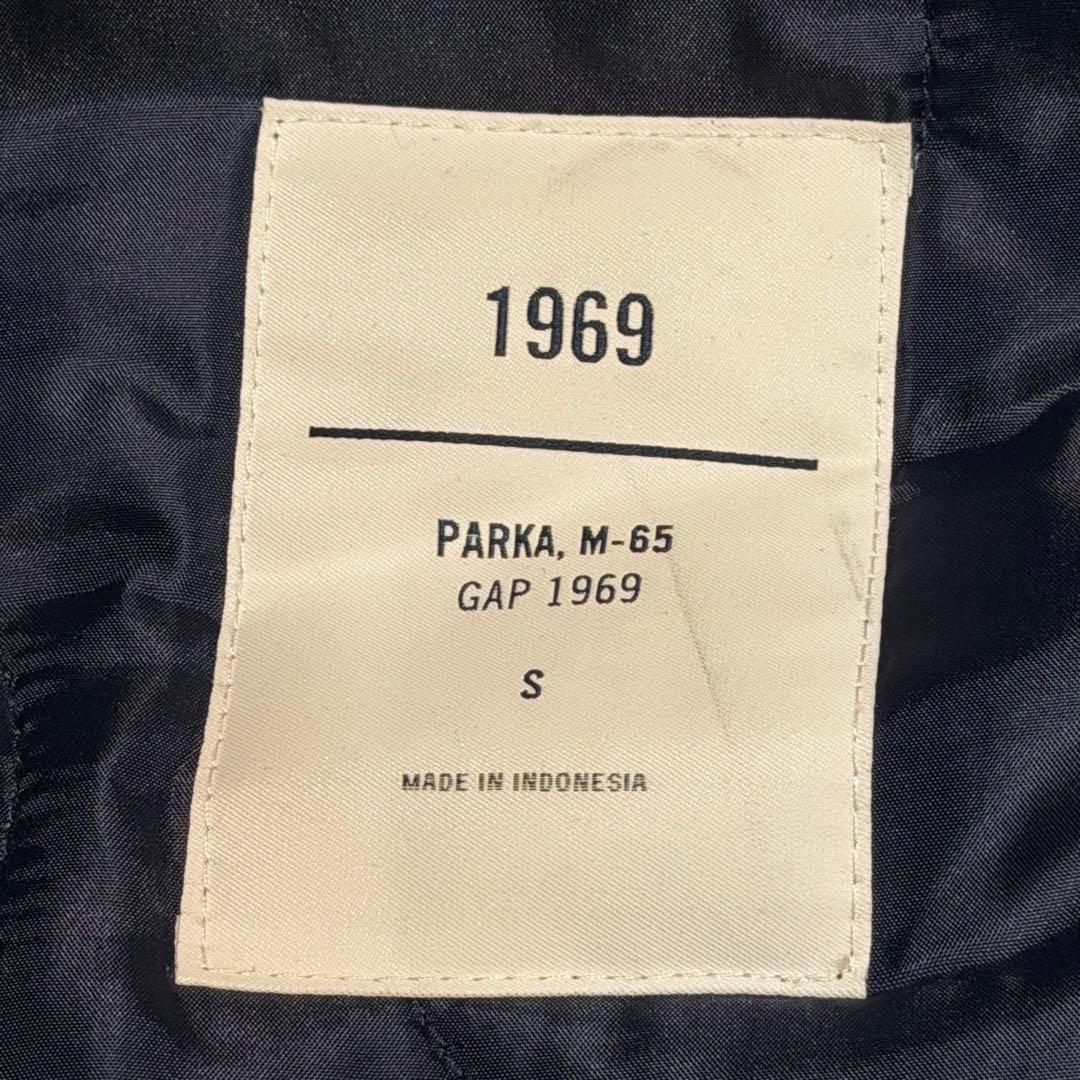 1969
PARKA, M-65
GAP 1969
S
MADE IN INDONESIA